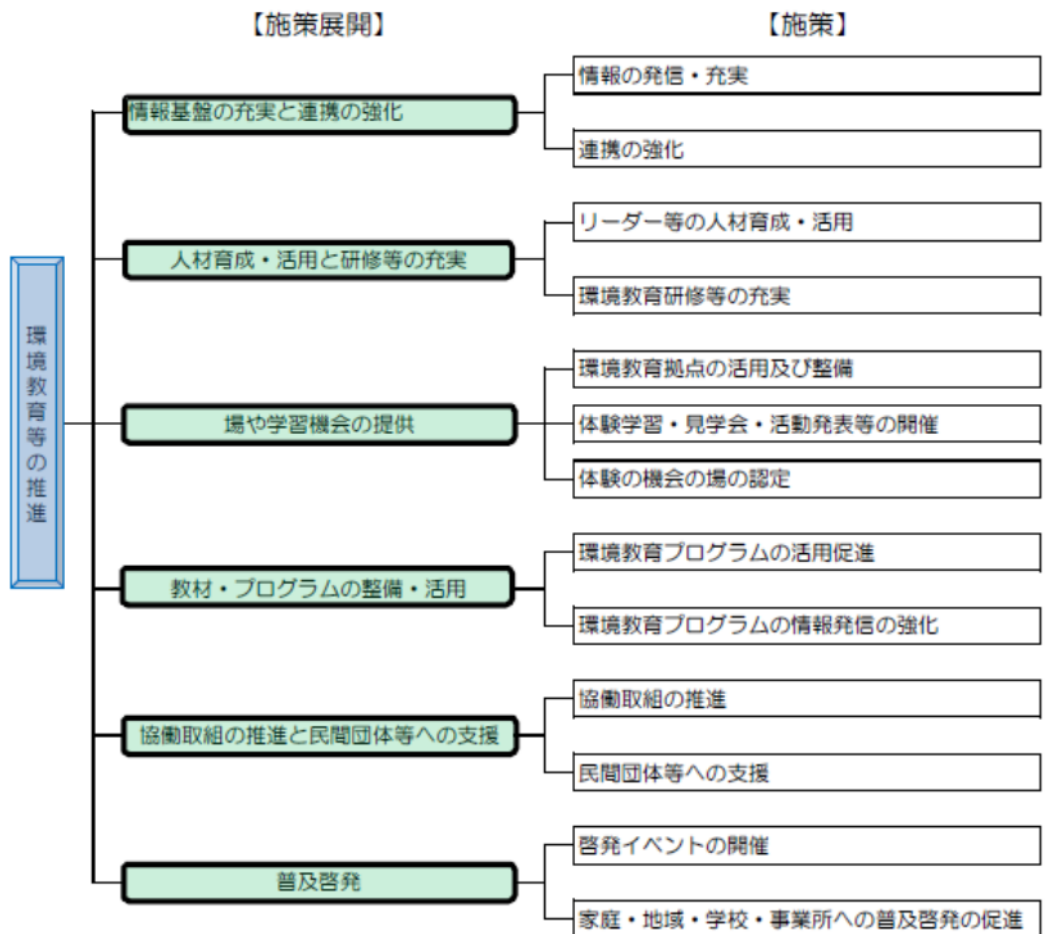 【施策展開】
【施策】
環境教育等の推進
情報基盤の充実と連携の強化
情報の発信・充実
連携の強化
人材育成・活用と研修等の充実
リーダー等の人材育成・活用
環境教育研修等の充実
場や学習機会の提供
環境教育拠点の活用及び整備
体験学習・見学会・活動発表等の開催
体験の機会の場の認定
教材・プログラムの整備・活用
環境教育プログラムの活用促進
環境教育プログラムの情報発信の強化
協働取組の推進と民間団体等への支援
協働取組の推進
民間団体等への支援
普及啓発
啓発イベントの開催
家庭・地域・学校・事業所への普及啓発の促進